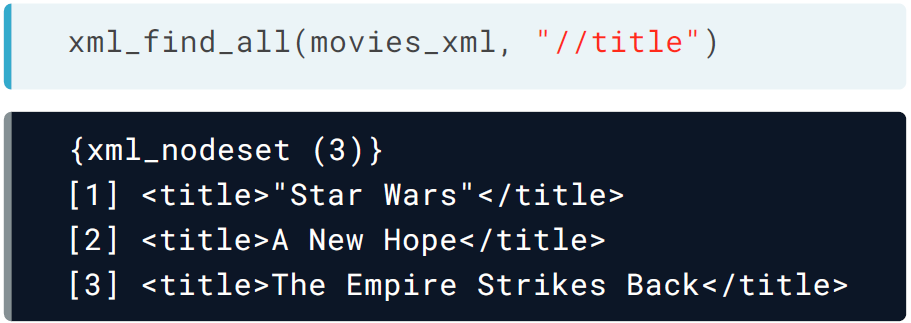 xml_find_all(movies_xml, "//title")
{xml_nodeset (3)}
[1] <title>"Star Wars"</title>
[2] <title>A New Hope</title>
[3] <title>The Empire Strikes Back</title>